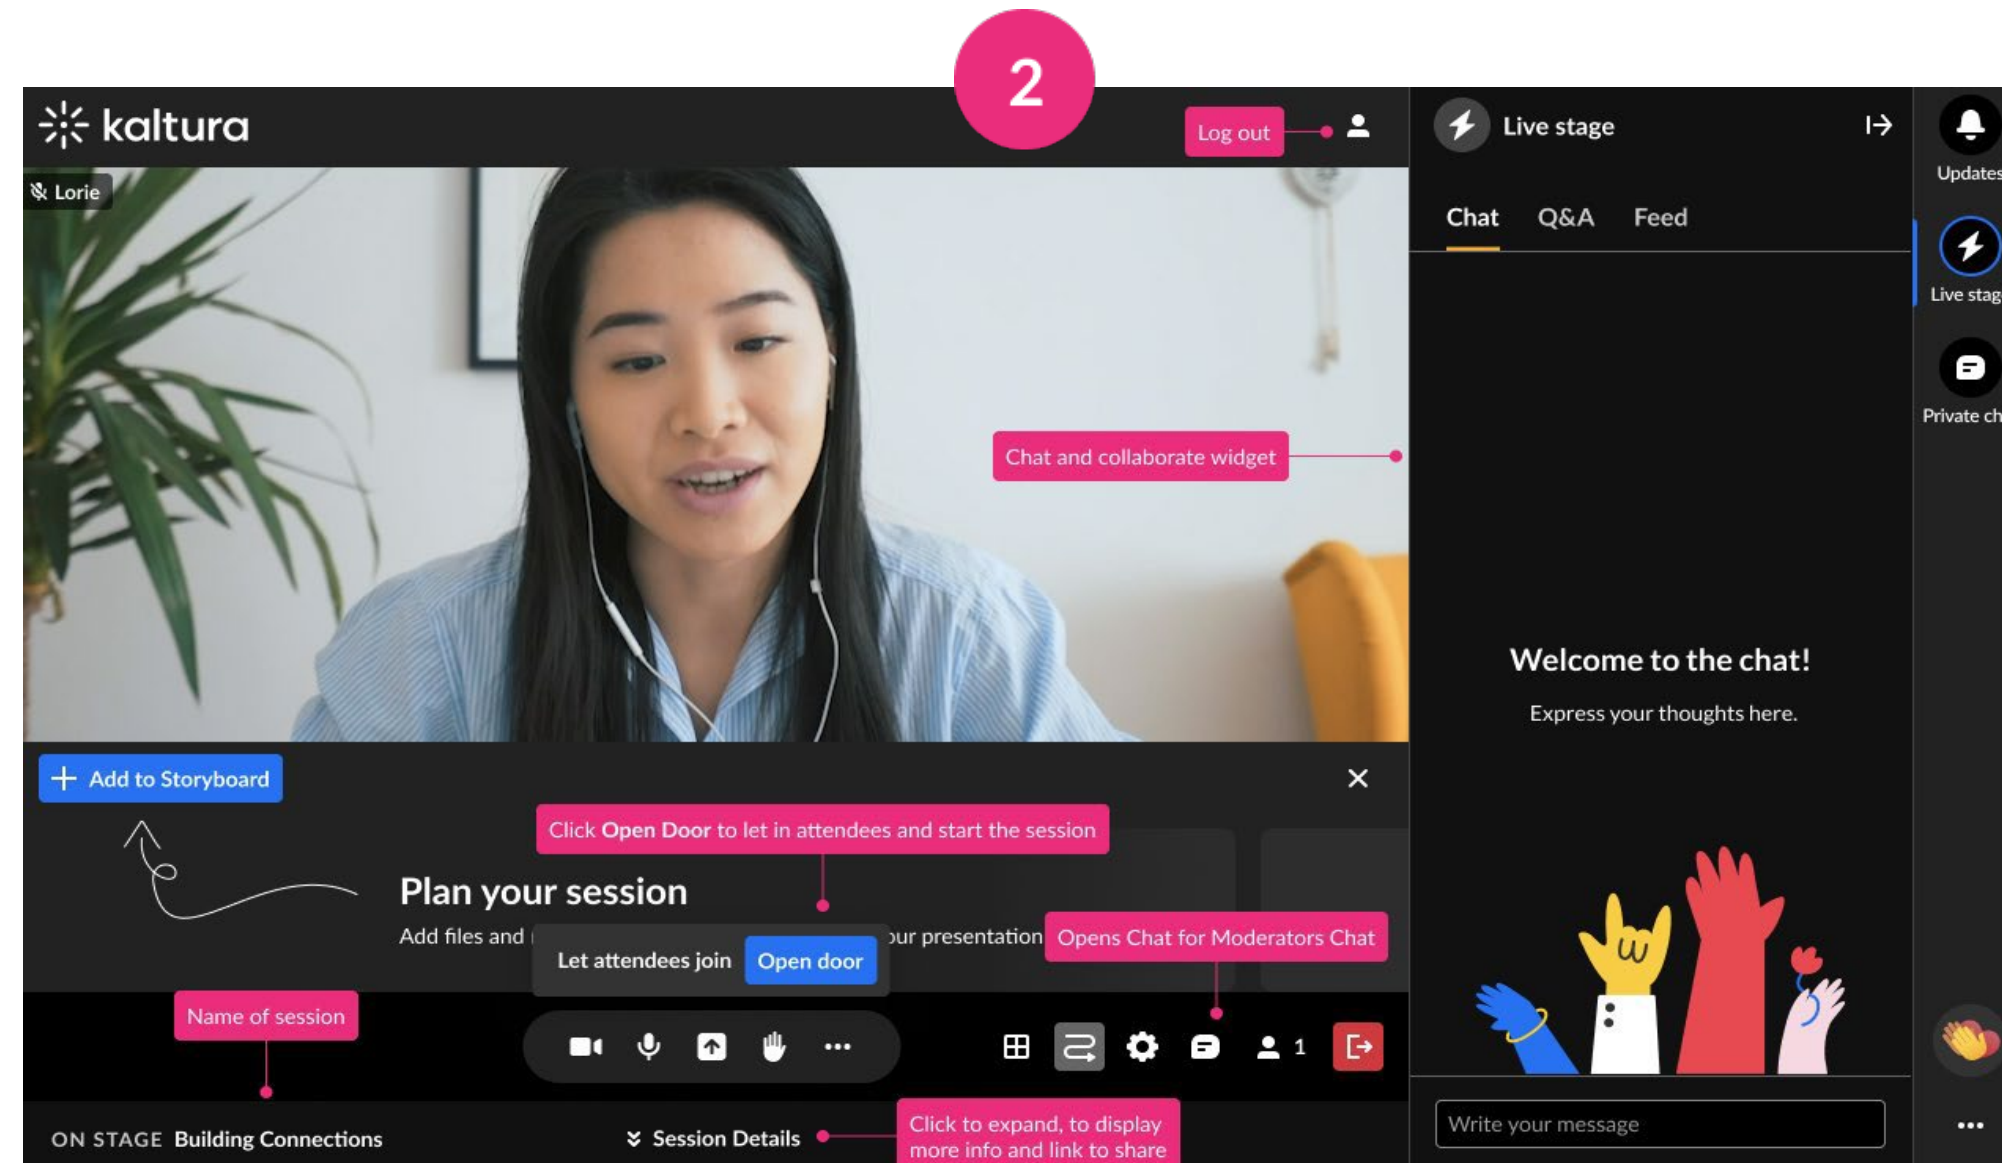 2
kaltura
Log out
Live stage
Updates
Lorie
Chat Q&A Feed
Live stag
Private ch
Chat and collaborate widget
Welcome to the chat!
Express your thoughts here.
Add to Storyboard
Click Open Door to let in attendees and start the session
Plan your session
Add files and
our presentation
Opens Chat for Moderators Chat
Let attendees join Open door
Name of session
1
ON STAGE Building Connections
Session Details
Click to expand, to display
more info and link to share
Write your message